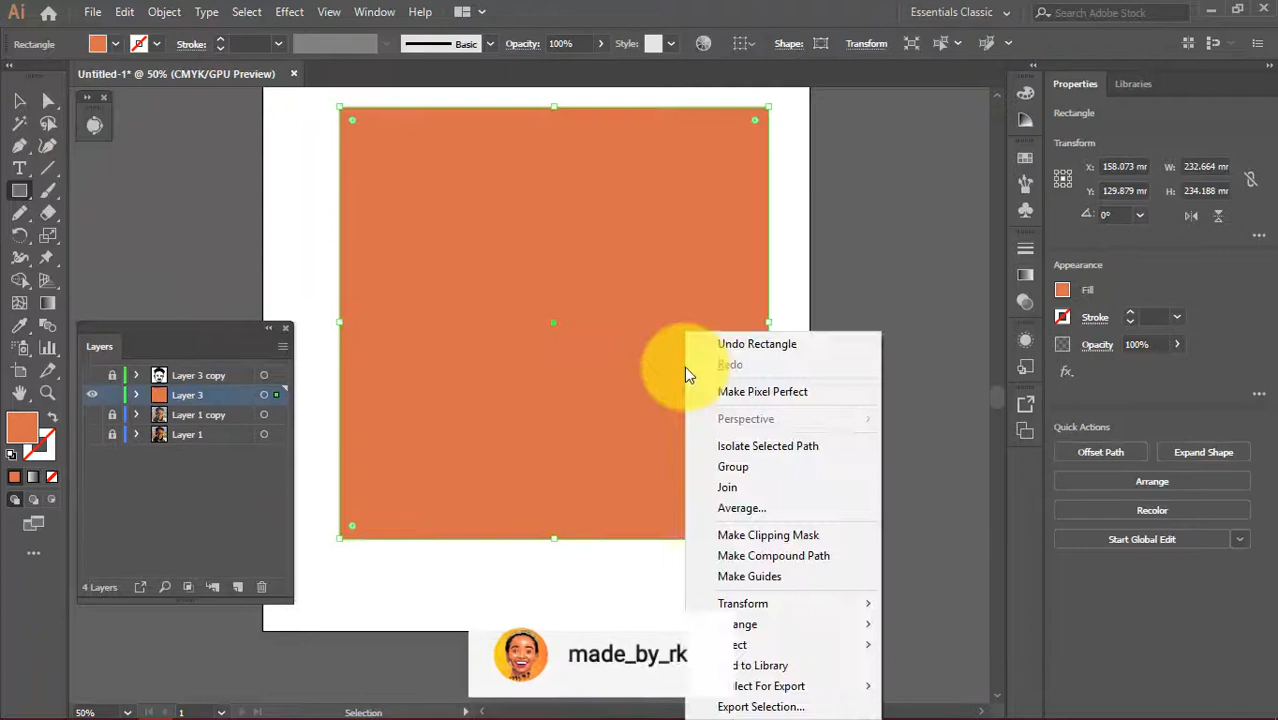 Ai File Edit Object Type Select Effect View Window Help Essentials Classic Search Adobe Stock
Rectangle Stroke: Basic Opacity: 100% Style: Shape: Transform
Untitled-1* @ 50% (CMYK/GPU Preview)
Layers
Layer 3 copy
Layer 3
Layer 1 copy
Layer 1
4 Layers
Undo Rectangle
Redo
Make Pixel Perfect
Perspective
Isolate Selected Path
Group
Join
Average...
Make Clipping Mask
Make Compound Path
Make Guides
Transform
ange
ect
d to Library
elect For Export
Export Selection...
made_by_rk
Properties Libraries
Rectangle
Transform
X: 158.073 mr W: 232.664 mr
Y: 129.879 mr H: 234.188 mr
0°
Appearance
Fill
Stroke
Opacity 100%
fx.
Quick Actions
Offset Path Expand Shape
Arrange
Recolor
Start Global Edit
50% 1 Selection